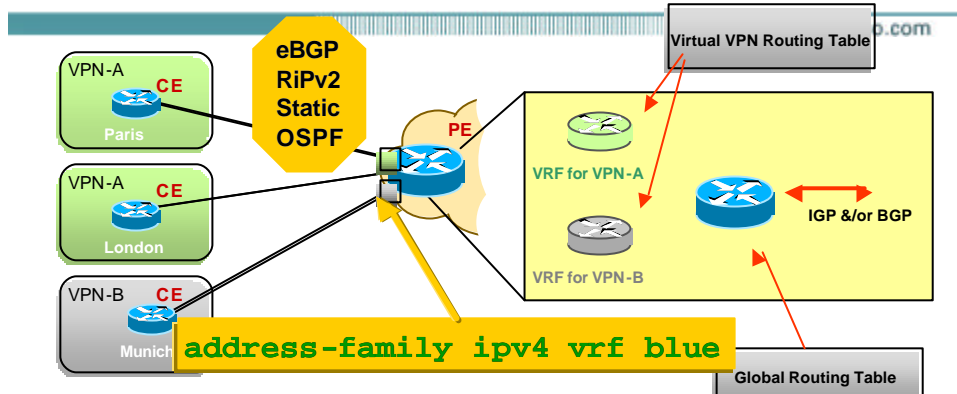 o.com
Virtual VPN Routing Table
eBGP
RiPv2
Static
OSPF
VPN-A
CE
Paris
PE
VRF for VPN-A
VPN-A
CE
London
IGP &/or BGP
VRF for VPN-B
VPN-B
CE
Munich
address-family ipv4 vrf blue
Global Routing Table